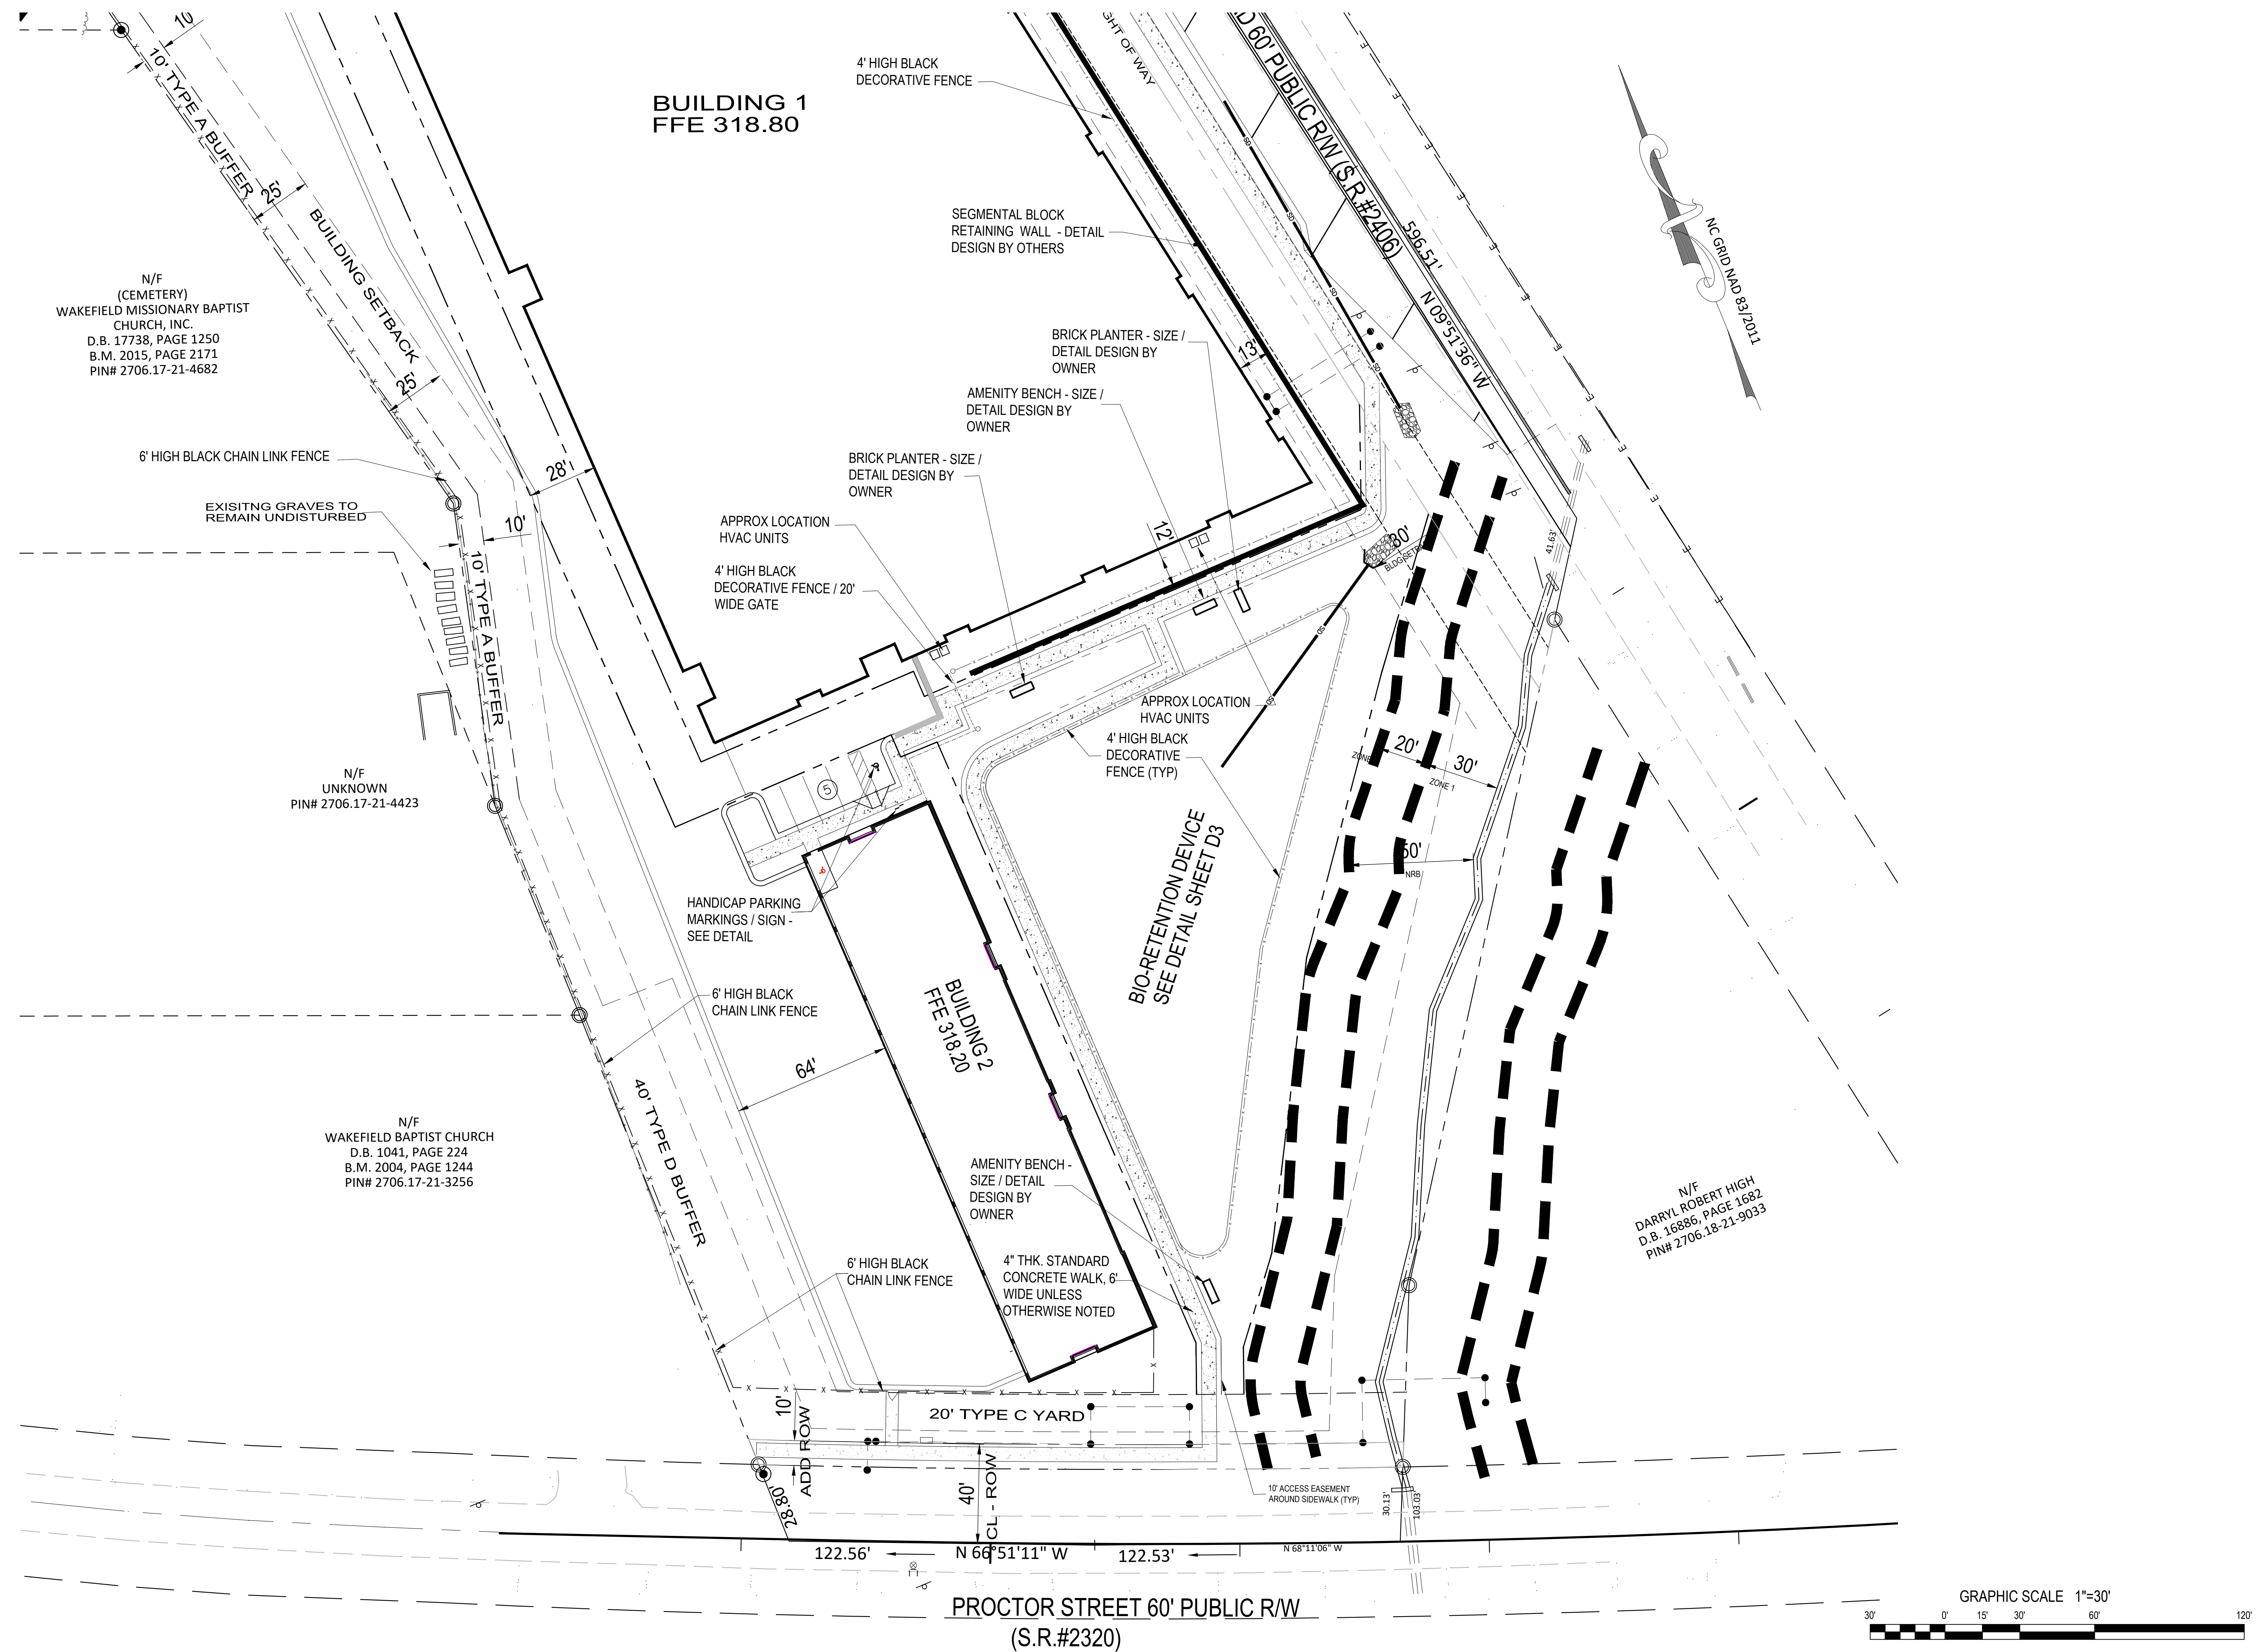 10'
10' TYPE A BUFFER
25'
BUILDING SETBACK
25'
BUILDING 1
FFE 318.80
4' HIGH BLACK
DECORATIVE FENCE
GHT OF WAY
D 60' PUBLIC R/W (S.R.#2406)
596.51'
N 09°51'36" W
NC GRID NAD 83/2011
SEGMENTAL BLOCK
RETAINING WALL - DETAIL
DESIGN BY OTHERS
N/F
(CEMETERY)
WAKEFIELD MISSIONARY BAPTIST
CHURCH, INC.
D.B. 17738, PAGE 1250
B.M. 2015, PAGE 2171
PIN# 2706.17-21-4682
BRICK PLANTER - SIZE /
DETAIL DESIGN BY
OWNER
13'
AMENITY BENCH - SIZE /
DETAIL DESIGN BY
OWNER
6' HIGH BLACK CHAIN LINK FENCE
28'
BRICK PLANTER - SIZE /
DETAIL DESIGN BY
OWNER
EXISITNG GRAVES TO
REMAIN UNDISTURBED
10'
10' TYPE A BUFFER
APPROX LOCATION
HVAC UNITS
12'
30'
41.63'
4' HIGH BLACK
DECORATIVE FENCE / 20'
WIDE GATE
APPROX LOCATION
HVAC UNITS
4' HIGH BLACK
DECORATIVE
FENCE (TYP)
20'
30'
ZONE 1
N/F
UNKNOWN
PIN# 2706.17-21-4423
5
BIO-RETENTION DEVICE
SEE DETAIL SHEET D3
50'
NRB
HANDICAP PARKING
MARKINGS / SIGN -
SEE DETAIL
6' HIGH BLACK
CHAIN LINK FENCE
BUILDING 2
FFE 318.20
64'
40' TYPE D BUFFER
N/F
WAKEFIELD BAPTIST CHURCH
D.B. 1041, PAGE 224
B.M. 2004, PAGE 1244
PIN# 2706.17-21-3256
AMENITY BENCH -
SIZE / DETAIL
DESIGN BY
OWNER
N/F
DARRYL ROBERT HIGH
D.B. 16886, PAGE 1682
PIN# 2706.18-21-9033
6' HIGH BLACK
CHAIN LINK FENCE
4" THK. STANDARD
CONCRETE WALK, 6'
WIDE UNLESS
OTHERWISE NOTED
10'
ADD ROW
20' TYPE C YARD
40'
CL - ROW
28.80'
10' ACCESS EASEMENT
AROUND SIDEWALK (TYP)
30.13'
103.03'
122.56'
N 66°51'11" W
122.53'
N 68°11'06" W
PROCTOR STREET 60' PUBLIC R/W
(S.R.#2320)
GRAPHIC SCALE 1"=30'
30' 0' 15' 30' 60' 120'